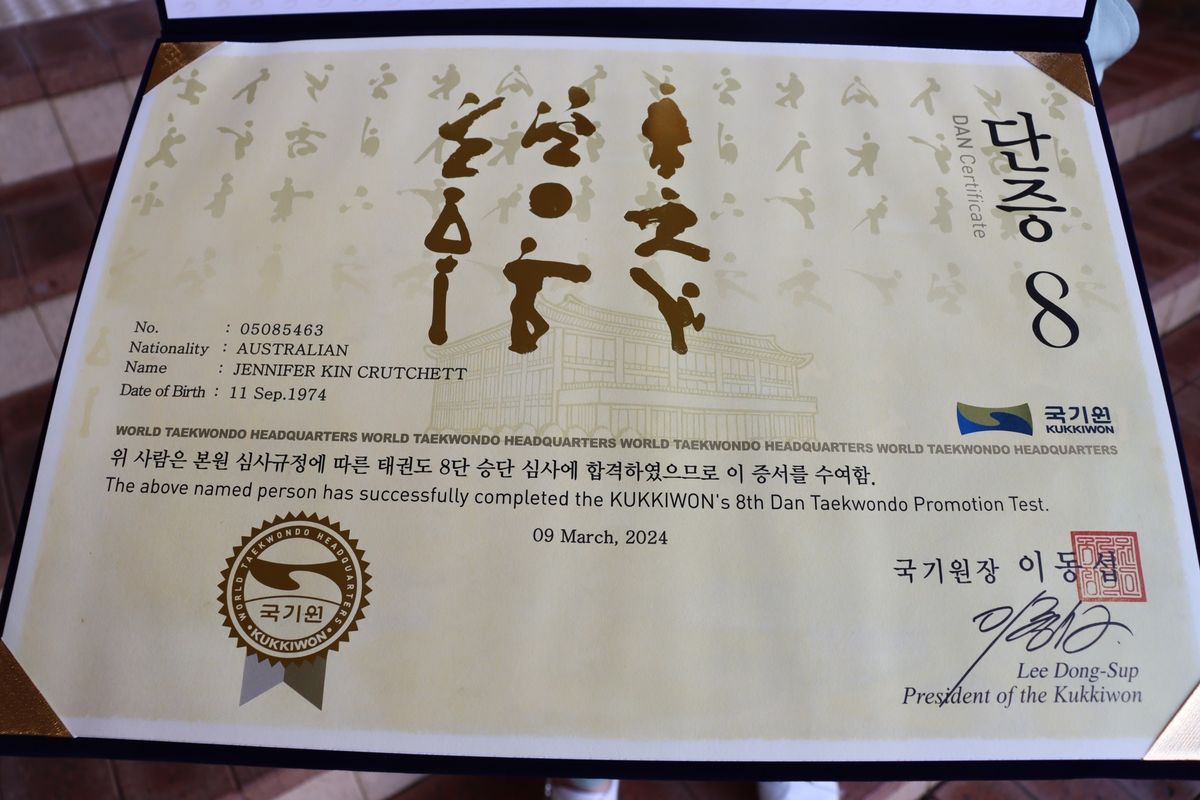 단증
DAN Certificate
8
No. : 05085463
Nationality : AUSTRALIAN
Name : JENNIFER KIN CRUTCHETT
Date of Birth : 11 Sep.1974
국기원
KUKKIWON
WORLD TAEKWONDO HEADQUARTERS WORLD TAEKWONDO HEADQUARTERS WORLD TAEKWONDO HEADQUARTERS WORLD TAEKWONDO HEADQUARTERS
위 사람은 본원 심사규정에 따른 태권도 8단 승단 심사에 합격하였으므로 이 증서를 수여함.
The above named person has successfully completed the KUKKIWON's 8th Dan Taekwondo Promotion Test.
09 March, 2024
WORLD TAEKWONDO HEADQUARTERS
국기원
KUKKIWON
국기원장 이동섭
Lee Dong-Sup
President of the Kukkiwon